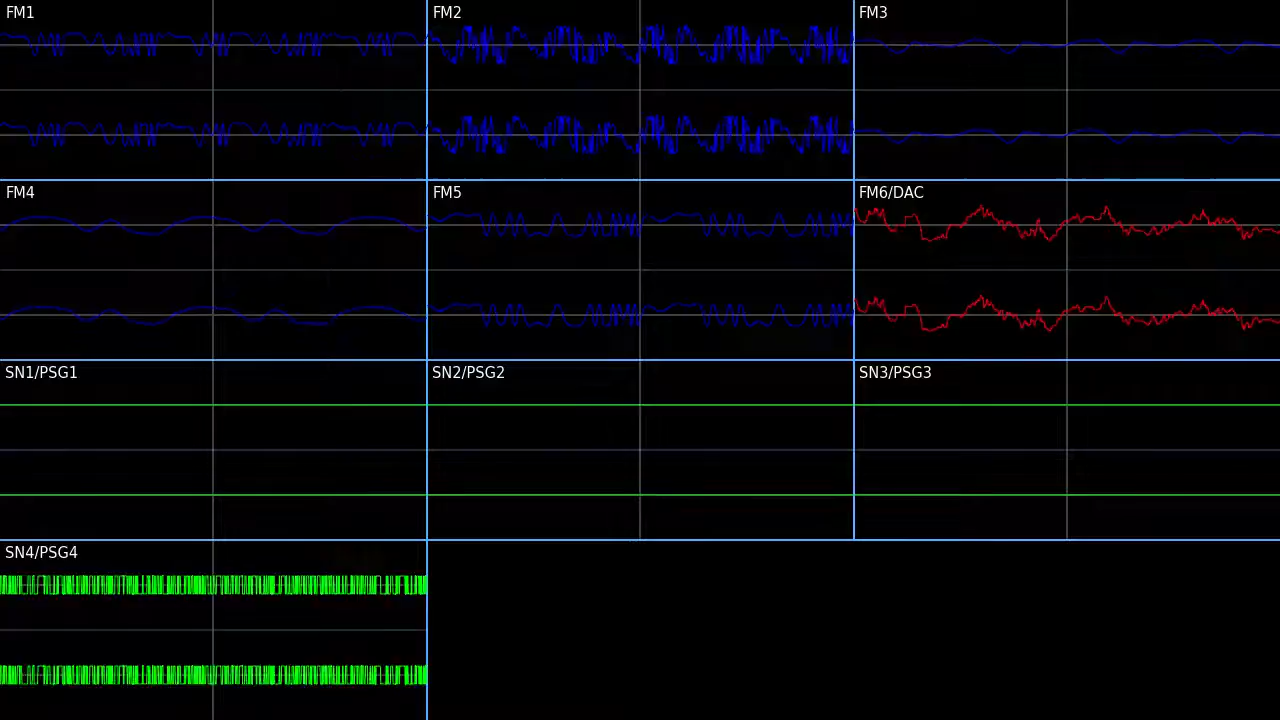 FM1
FM2
FM3
FM4
FM5
FM6/DAC
SN1/PSG1
SN2/PSG2
SN3/PSG3
SN4/PSG4